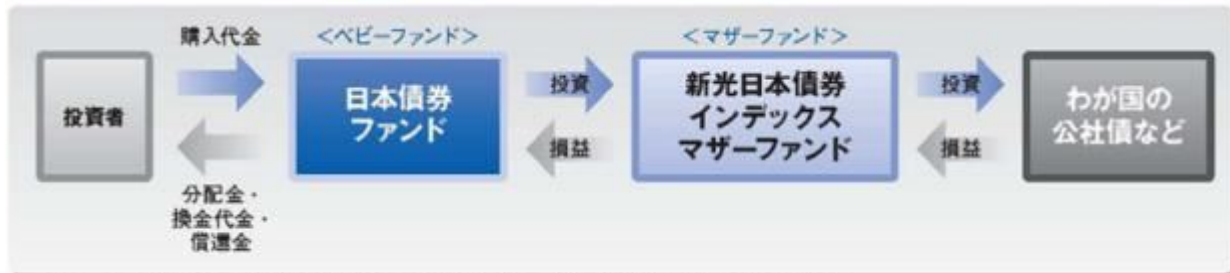 購入代金
<ベビーファンド>
<マザーファンド>
投資者
日本債券
ファンド
投資
損益
新光日本債券
インデックス
マザーファンド
投資
損益
わが国の
公社債など
分配金・
換金代金・
償還金